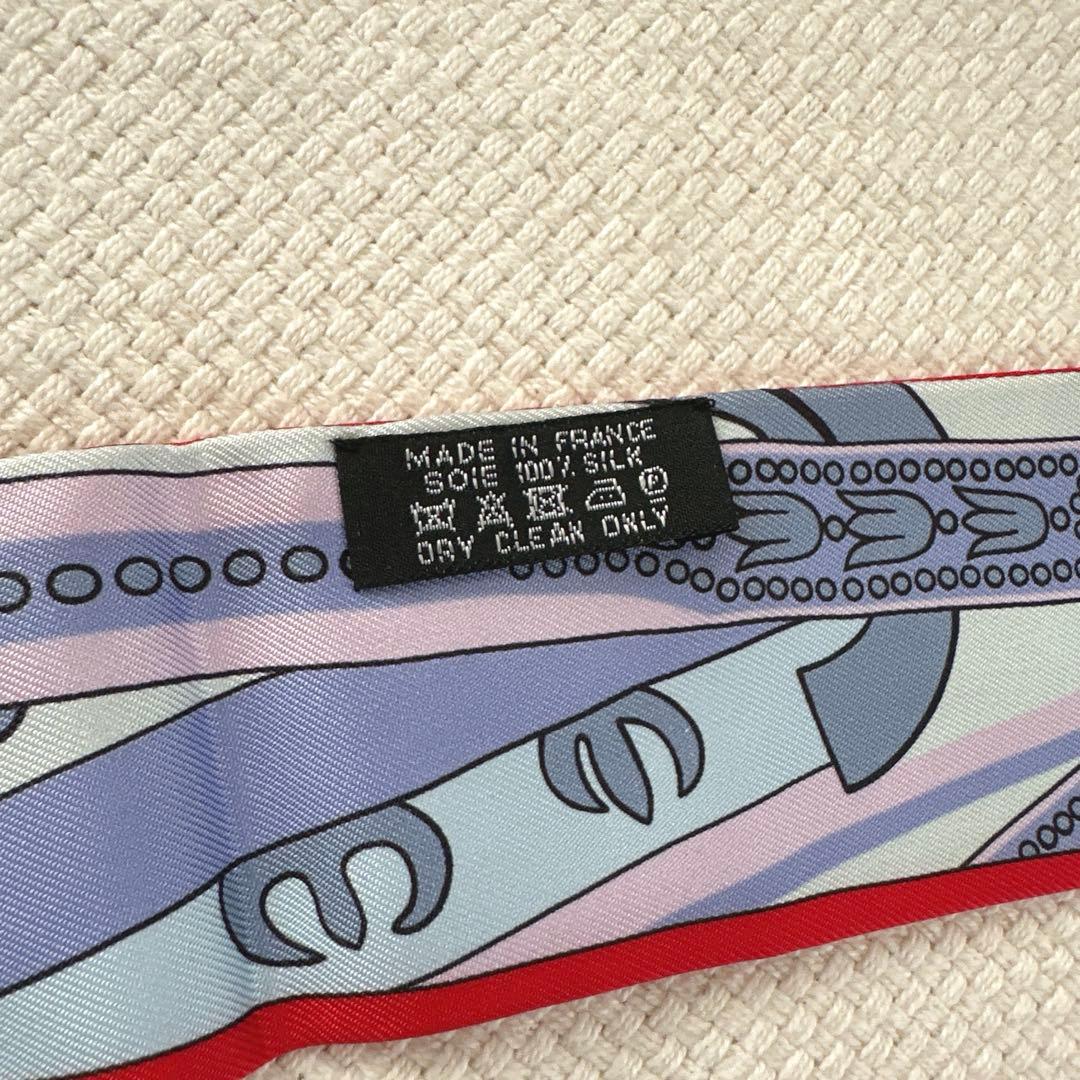 MADE IN FRANCE
SOIE 100% SILK
P
DRY CLEAN ONLY